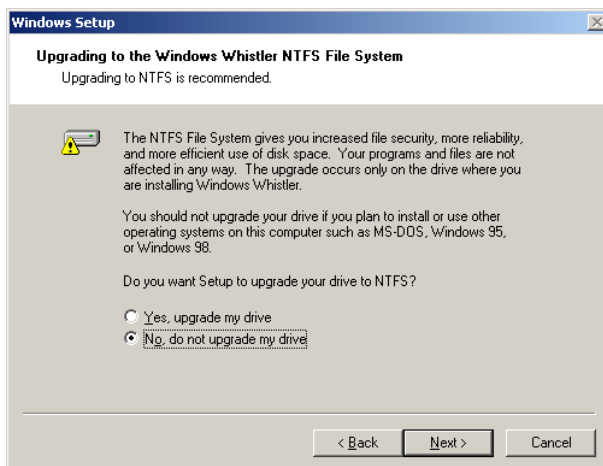 Windows Setup
Upgrading to the Windows Whistler NTFS File System
Upgrading to NTFS is recommended.
The NTFS File System gives you increased file security, more reliability,
and more efficient use of disk space. Your programs and files are not
affected in any way. The upgrade occurs only on the drive where you
are installing Windows Whistler.
You should not upgrade your drive if you plan to install or use other
operating systems on this computer such as MS-DOS, Windows 95,
or Windows 98.
Do you want Setup to upgrade your drive to NTFS?
Yes, upgrade my drive
No, do not upgrade my drive
< Back Next > Cancel